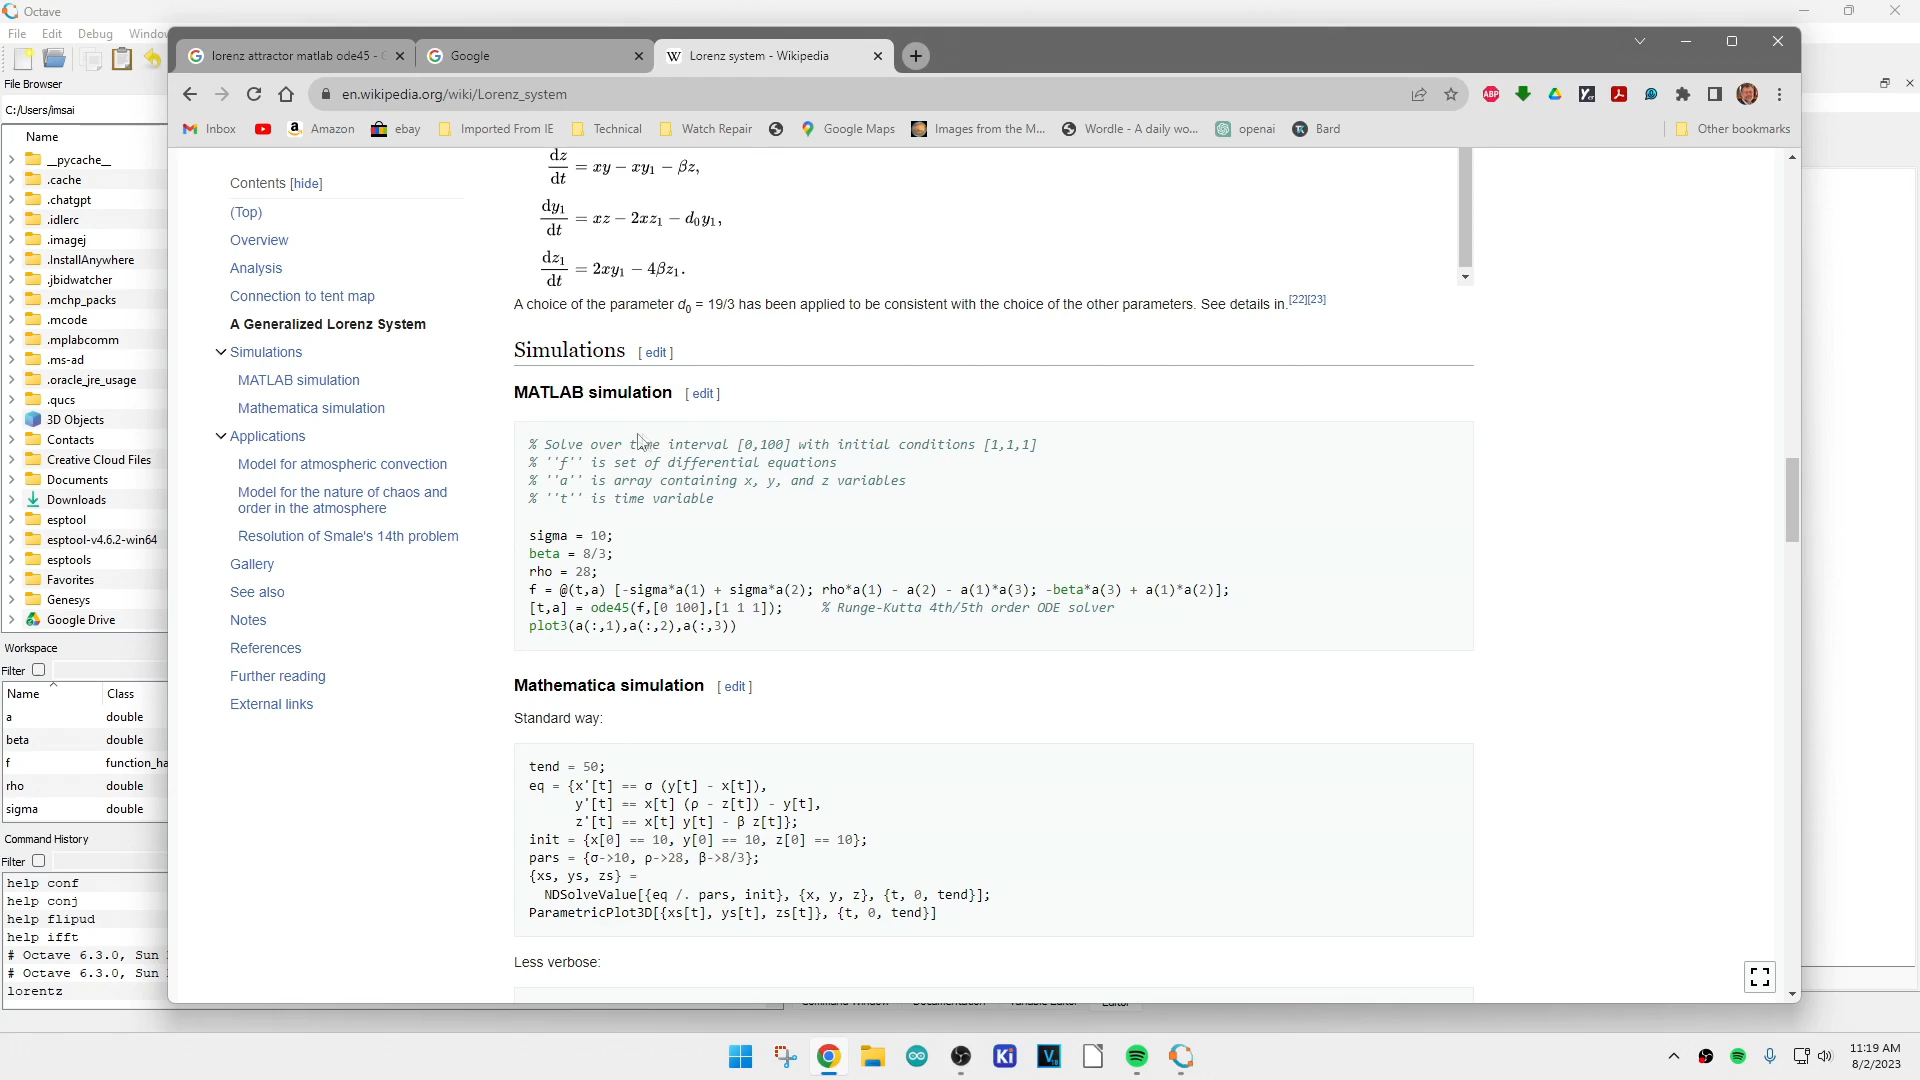 Octave
File Edit Debug Window
lorenz attractor matlab ode45 - G
Google
Lorenz system - Wikipedia
en.wikipedia.org/wiki/Lorenz_system
Inbox Amazon ebay Imported From IE Technical Watch Repair Google Maps Images from the M... Wordle - A daily wo... openai Bard Other bookmarks
File Browser
C:/Users/imsai
Name
__pycache__
.cache
.chatgpt
.idlerc
.imagej
.InstallAnywhere
.jbidwatcher
.mchp_packs
.mcode
.mplabcomm
.ms-ad
.oracle_jre_usage
.qucs
3D Objects
Contacts
Creative Cloud Files
Documents
Downloads
esptool
esptool-v4.6.2-win64
esptools
Favorites
Genesys
Google Drive
Workspace
Filter
Name Class
a double
beta double
f function_ha
rho double
sigma double
Command History
Filter
help conf
help conj
help flipud
help ifft
# Octave 6.3.0, Sun
# Octave 6.3.0, Sun
lorentz
Contents [hide]
(Top)
Overview
Analysis
Connection to tent map
A Generalized Lorenz System
Simulations
MATLAB simulation
Mathematica simulation
Applications
Model for atmospheric convection
Model for the nature of chaos and
order in the atmosphere
Resolution of Smale's 14th problem
Gallery
See also
Notes
References
Further reading
External links
dz/dt = xy − xy₁ − βz,
dy₁/dt = xz − 2xz₁ − d₀y₁,
dz₁/dt = 2xy₁ − 4βz₁.
A choice of the parameter d₀ = 19/3 has been applied to be consistent with the choice of the other parameters. See details in.[22][23]
Simulations [ edit ]
MATLAB simulation [ edit ]
% Solve over time interval [0,100] with initial conditions [1,1,1]
% ''f'' is set of differential equations
% ''a'' is array containing x, y, and z variables
% ''t'' is time variable
sigma = 10;
beta = 8/3;
rho = 28;
f = @(t,a) [-sigma*a(1) + sigma*a(2); rho*a(1) - a(2) - a(1)*a(3); -beta*a(3) + a(1)*a(2)];
[t,a] = ode45(f,[0 100],[1 1 1]); % Runge-Kutta 4th/5th order ODE solver
plot3(a(:,1),a(:,2),a(:,3))
Mathematica simulation [ edit ]
Standard way:
tend = 50;
eq = {x'[t] == σ (y[t] - x[t]),
y'[t] == x[t] (ρ - z[t]) - y[t],
z'[t] == x[t] y[t] - β z[t]};
init = {x[0] == 10, y[0] == 10, z[0] == 10};
pars = {σ->10, ρ->28, β->8/3};
{xs, ys, zs} =
NDSolveValue[{eq /. pars, init}, {x, y, z}, {t, 0, tend}];
ParametricPlot3D[{xs[t], ys[t], zs[t]}, {t, 0, tend}]
Less verbose:
11:19 AM
8/2/2023